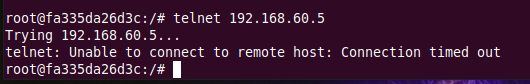 root@fa335da26d3c:/# telnet 192.168.60.5
Trying 192.168.60.5...
telnet: Unable to connect to remote host: Connection timed out
root@fa335da26d3c:/#